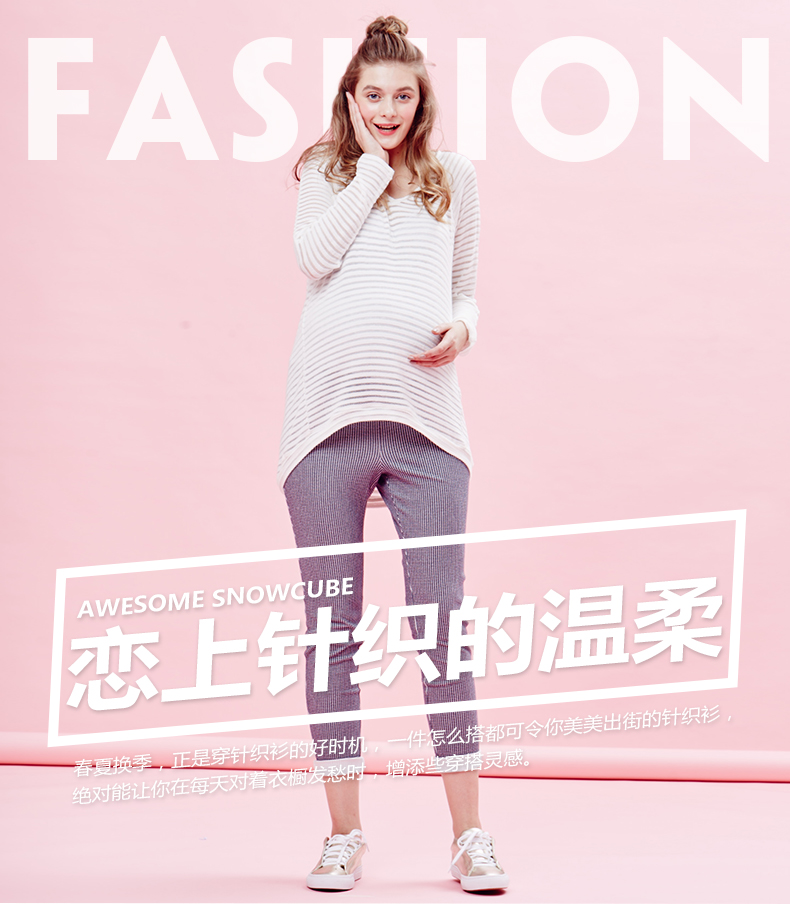 FASHION
AWESOME SNOWCUBE
恋上针织的温柔
春夏换季，正是穿针织衫的好时机，一件怎么搭都可令你美美出街的针织衫，
绝对能让你在每天对着衣橱发愁时，增添些穿搭灵感。